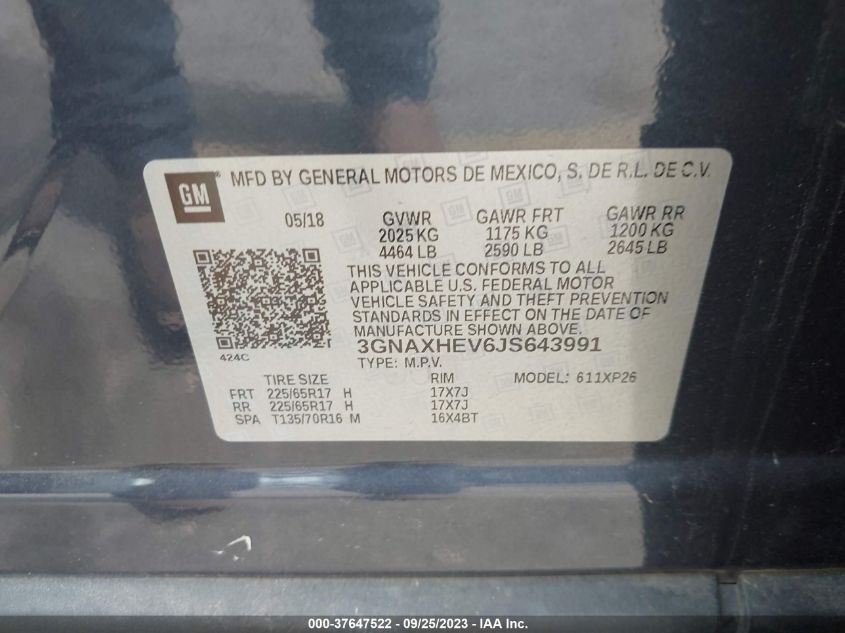 GM MFD BY GENERAL MOTORS DE MEXICO, S. DE R.L. DE C.V.
05/18 GVWR GAWR FRT GAWR RR
2025 KG 1175 KG 1200 KG
4464 LB 2590 LB 2645 LB
THIS VEHICLE CONFORMS TO ALL
APPLICABLE U.S. FEDERAL MOTOR
VEHICLE SAFETY AND THEFT PREVENTION
STANDARDS IN EFFECT ON THE DATE OF
MANUFACTURE SHOWN ABOVE.
424C 3GNAXHEV6JS643991
TYPE: M.P.V.
TIRE SIZE RIM MODEL: 611XP26
FRT 225/65R17 H 17X7J
RR 225/65R17 H 17X7J
SPA T135/70R16 M 16X4BT
000-37647522 - 09/25/2023 - IAA Inc.